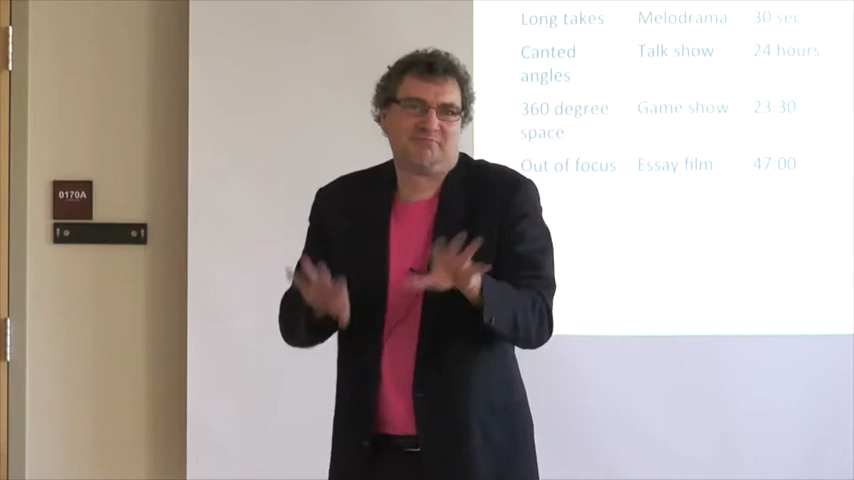 Long takes Melodrama 30 sec
Canted Talk show 24 hours
angles
360 degree Game show 23:30
space
Out of focus Essay film 47:00
0170A